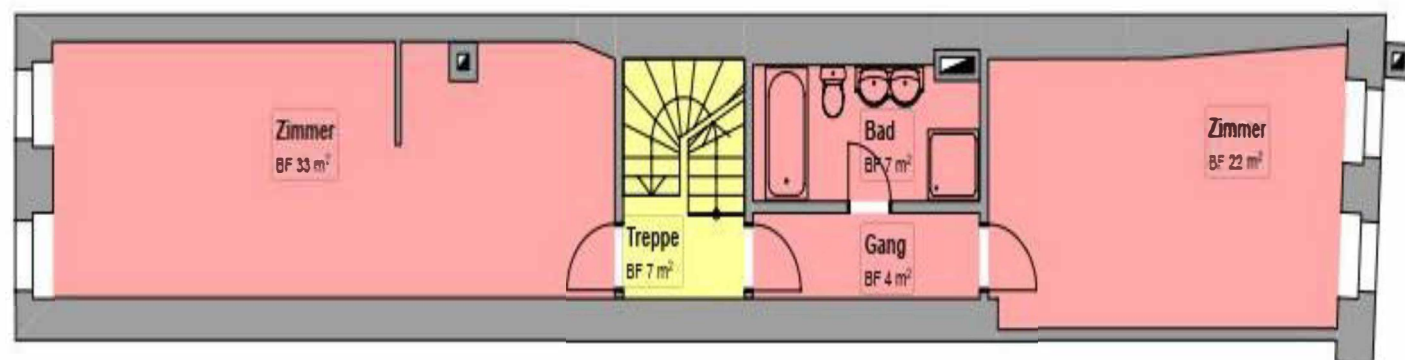 Zimmer
BF 33 m²
Treppe
BF 7 m²
Bad
BF 7 m²
Gang
BF 4 m²
Zimmer
BF 22 m²